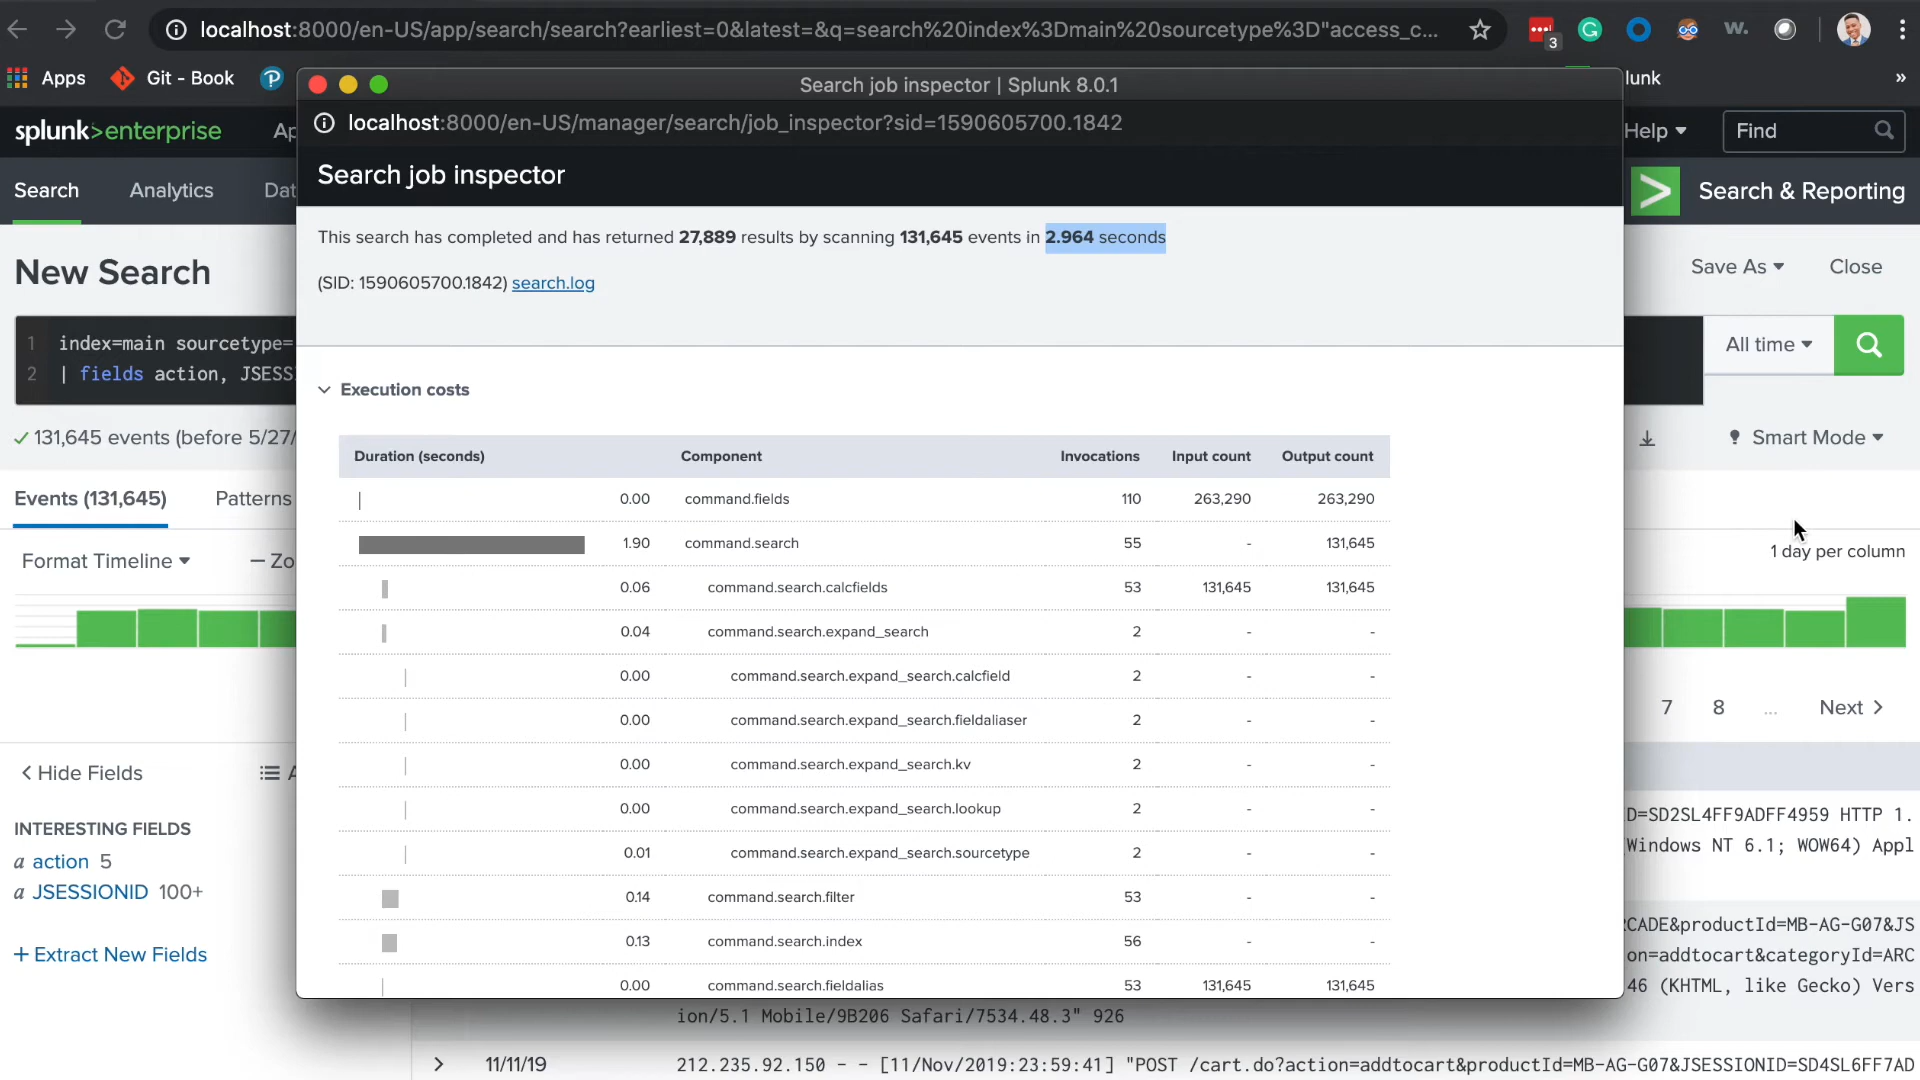 localhost:8000/en-US/app/search/search?earliest=0&latest=&q=search%20index%3Dmain%20sourcetype%3D"access_c...
3
w.
Apps
Git - Book
lunk
»
Search job inspector | Splunk 8.0.1
localhost:8000/en-US/manager/search/job_inspector?sid=1590605700.1842
splunk>enterprise
Ap
Help
Find
Search job inspector
Search
Analytics
Dat
Search & Reporting
This search has completed and has returned 27,889 results by scanning 131,645 events in 2.964 seconds
(SID: 1590605700.1842) search.log
New Search
Save As
Close
1 index=main sourcetype=
2 | fields action, JSESS
All time
Execution costs
131,645 events (before 5/27/
Smart Mode
Duration (seconds) Component Invocations Input count Output count
Events (131,645)
Patterns
0.00 command.fields 110 263,290 263,290
1.90 command.search 55 - 131,645
Format Timeline
— Zo
1 day per column
0.06 command.search.calcfields 53 131,645 131,645
0.04 command.search.expand_search 2 - -
0.00 command.search.expand_search.calcfield 2 - -
0.00 command.search.expand_search.fieldaliaser 2 - -
7 8 ... Next >
0.00 command.search.expand_search.kv 2 - -
< Hide Fields
0.00 command.search.expand_search.lookup 2 - -
0.01 command.search.expand_search.sourcetype 2 - -
0.14 command.search.filter 53 - -
0.13 command.search.index 56 - -
0.00 command.search.fieldalias 53 131,645 131,645
INTERESTING FIELDS
a action 5
a JSESSIONID 100+
+ Extract New Fields
D=SD2SL4FF9ADFF4959 HTTP 1.
Windows NT 6.1; WOW64) Appl
CADE&productId=MB-AG-G07&JS
on=addtocart&categoryId=ARC
46 (KHTML, like Gecko) Vers
ion/5.1 Mobile/9B206 Safari/7534.48.3" 926
> 11/11/19 212.235.92.150 - - [11/Nov/2019:23:59:41] "POST /cart.do?action=addtocart&productId=MB-AG-G07&JSESSIONID=SD4SL6FF7AD